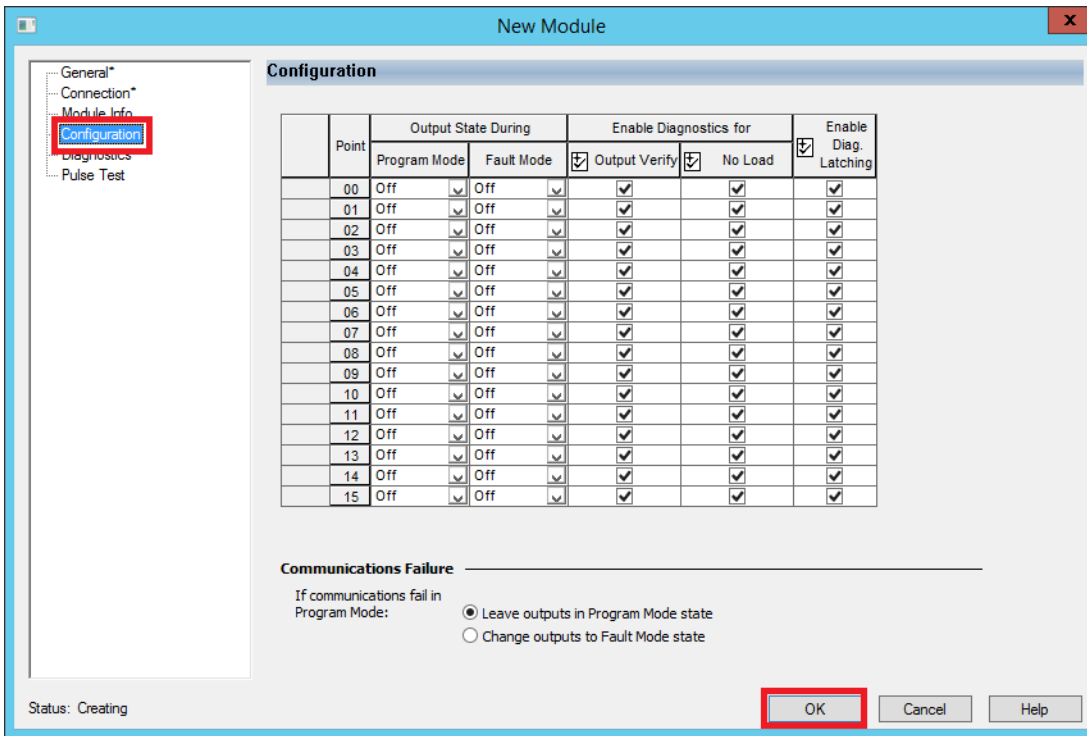 New Module
x
General*
Connection*
Module Info
Configuration
Diagnostics
Pulse Test
Configuration
Point
Output State During
Enable Diagnostics for
Enable Diag. Latching
Program Mode
Fault Mode
Output Verify
No Load
00 Off Off
01 Off Off
02 Off Off
03 Off Off
04 Off Off
05 Off Off
06 Off Off
07 Off Off
08 Off Off
09 Off Off
10 Off Off
11 Off Off
12 Off Off
13 Off Off
14 Off Off
15 Off Off
Communications Failure
If communications fail in
Program Mode:
Leave outputs in Program Mode state
Change outputs to Fault Mode state
Status: Creating
OK
Cancel
Help